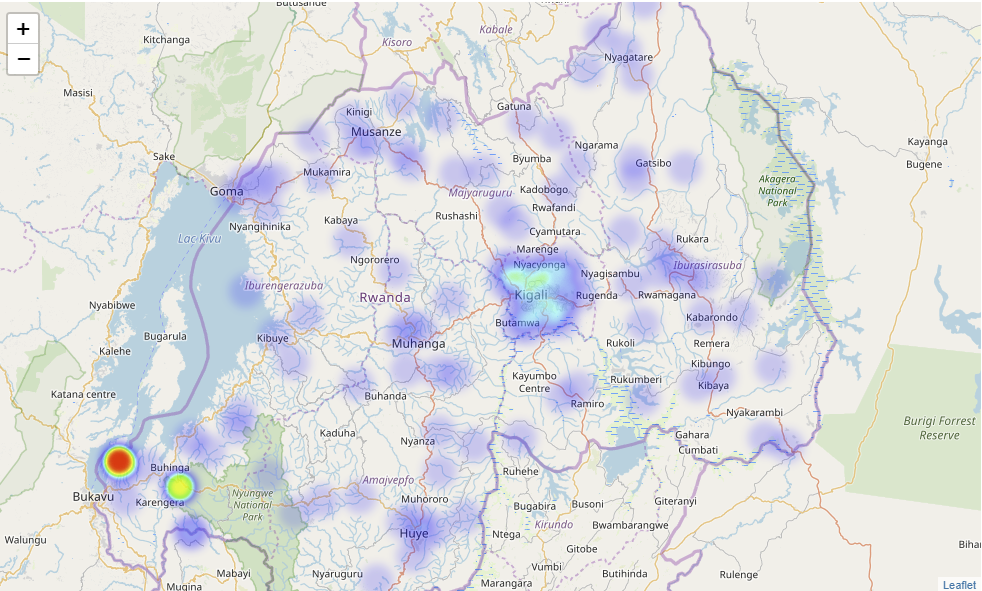 Butusande
+
−
Kitchanga
Kisoro
Kabale
Nyagatare
Masisi
Kinigi
Gatuna
Musanze
Kayanga
Sake
Ngarama
Byumba
Gatsibo
Bugene
Mukamira
Goma
Majyaruguru
Kadobogo
Akagera
National
Park
Rwafandi
Rushashi
Kabaya
Nyangihinika
Cyamutara
Lac Kivu
Rukara
Marenge
Ngororero
Nyacyonga
Iburasirasuba
Nyagisambu
Iburengerazuba
Rwanda
Kigali
Rugenda
Rwamagana
Nyabibwe
Kabarondo
Butamwa
Bugarula
Kibuye
Muhanga
Rukoli
Remera
Kalehe
Kibungo
Kayumbo
Centre
Rukumberi
Kibaya
Katana centre
Buhanda
Ramiro
Nyakarambi
Burigi Forrest
Reserve
Kaduha
Nyanza
Gahara
Cumbati
Buhinga
Ruhehe
Amajyepfo
Bukavu
Karengera
Nyungwe
National
Park
Muhororo
Bugabira
Busoni
Giteranyi
Kirundo
Bwambarangwe
Huye
Ntega
Walungu
Gitobe
Bihar
Vumbi
Mabayi
Nyaruguru
Butihinda
Rulenge
Marangara
Mugina
Leaflet